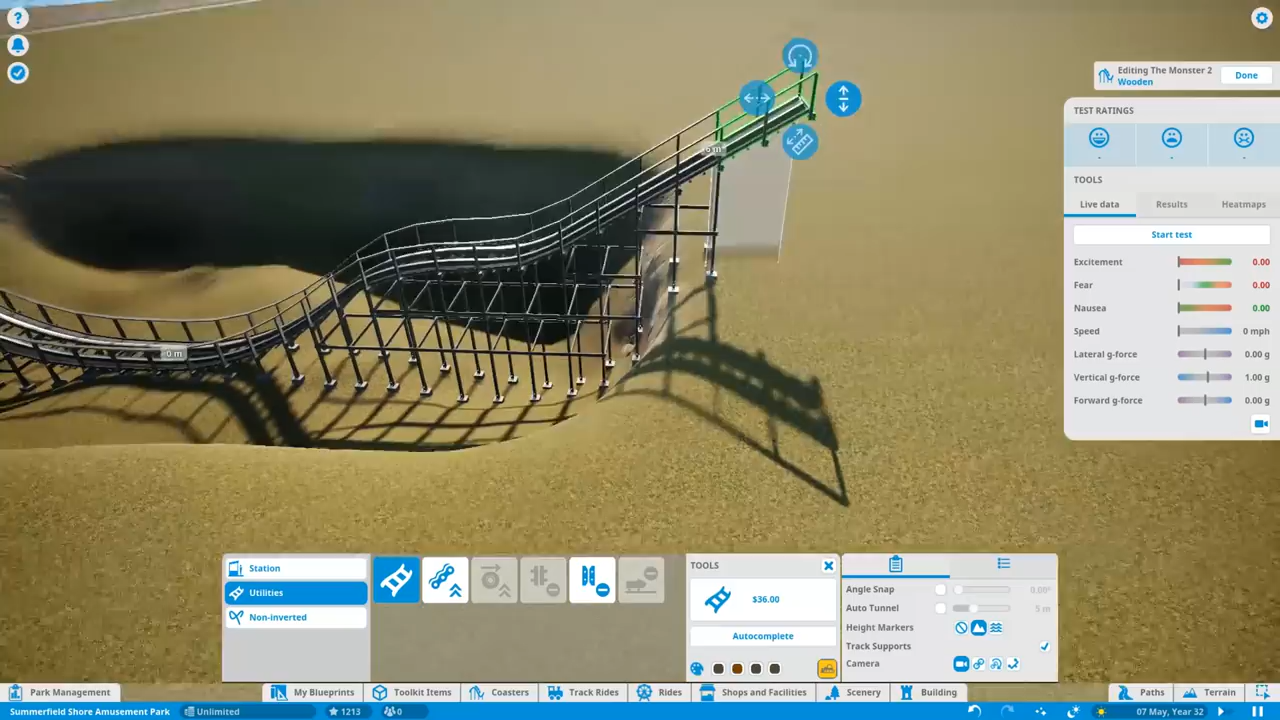 ?
Editing The Monster 2
Wooden
Done
TEST RATINGS
- - -
TOOLS
Live data Results Heatmaps
Start test
Excitement 0.00
Fear 0.00
Nausea 0.00
Speed 0 mph
Lateral g-force 0.00 g
Vertical g-force 1.00 g
Forward g-force 0.00 g
0 m
Station
Utilities
Non-inverted
TOOLS
$36.00
Autocomplete
Angle Snap 0.00°
Auto Tunnel 5 m
Height Markers
Track Supports
Camera
Park Management My Blueprints Toolkit Items Coasters Track Rides Rides Shops and Facilities Scenery Building Paths Terrain
Summerfield Shore Amusement Park Unlimited 1213 0 07 May, Year 32